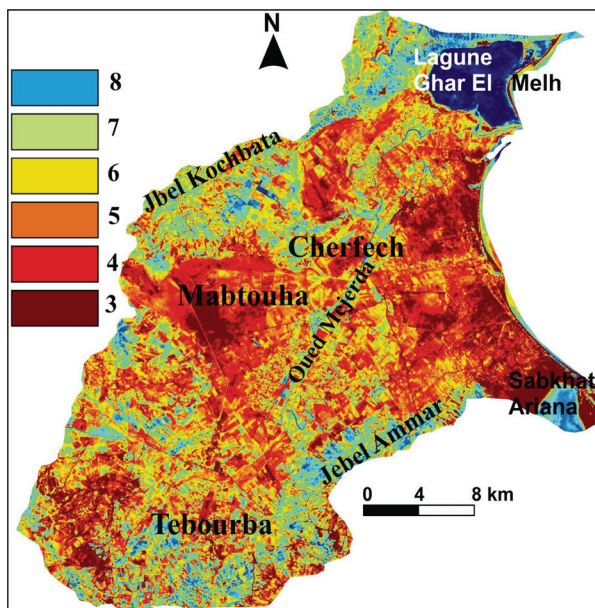 N
Lagune
Ghar El Melh
8
7
6
5
4
3
Jbel Kochbata
Cherfech
Mabtouha
Oued Mejerda
Sabkhat
Ariana
Jebel Ammar
0 4 8 km
Tebourba